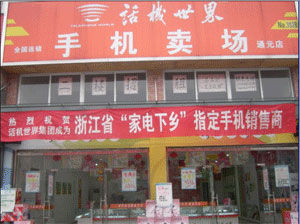 话机世界
全国连锁
手机卖场
通元店
热烈祝贺
话机世界集团成为
浙江省“家电下乡”指定手机销售商